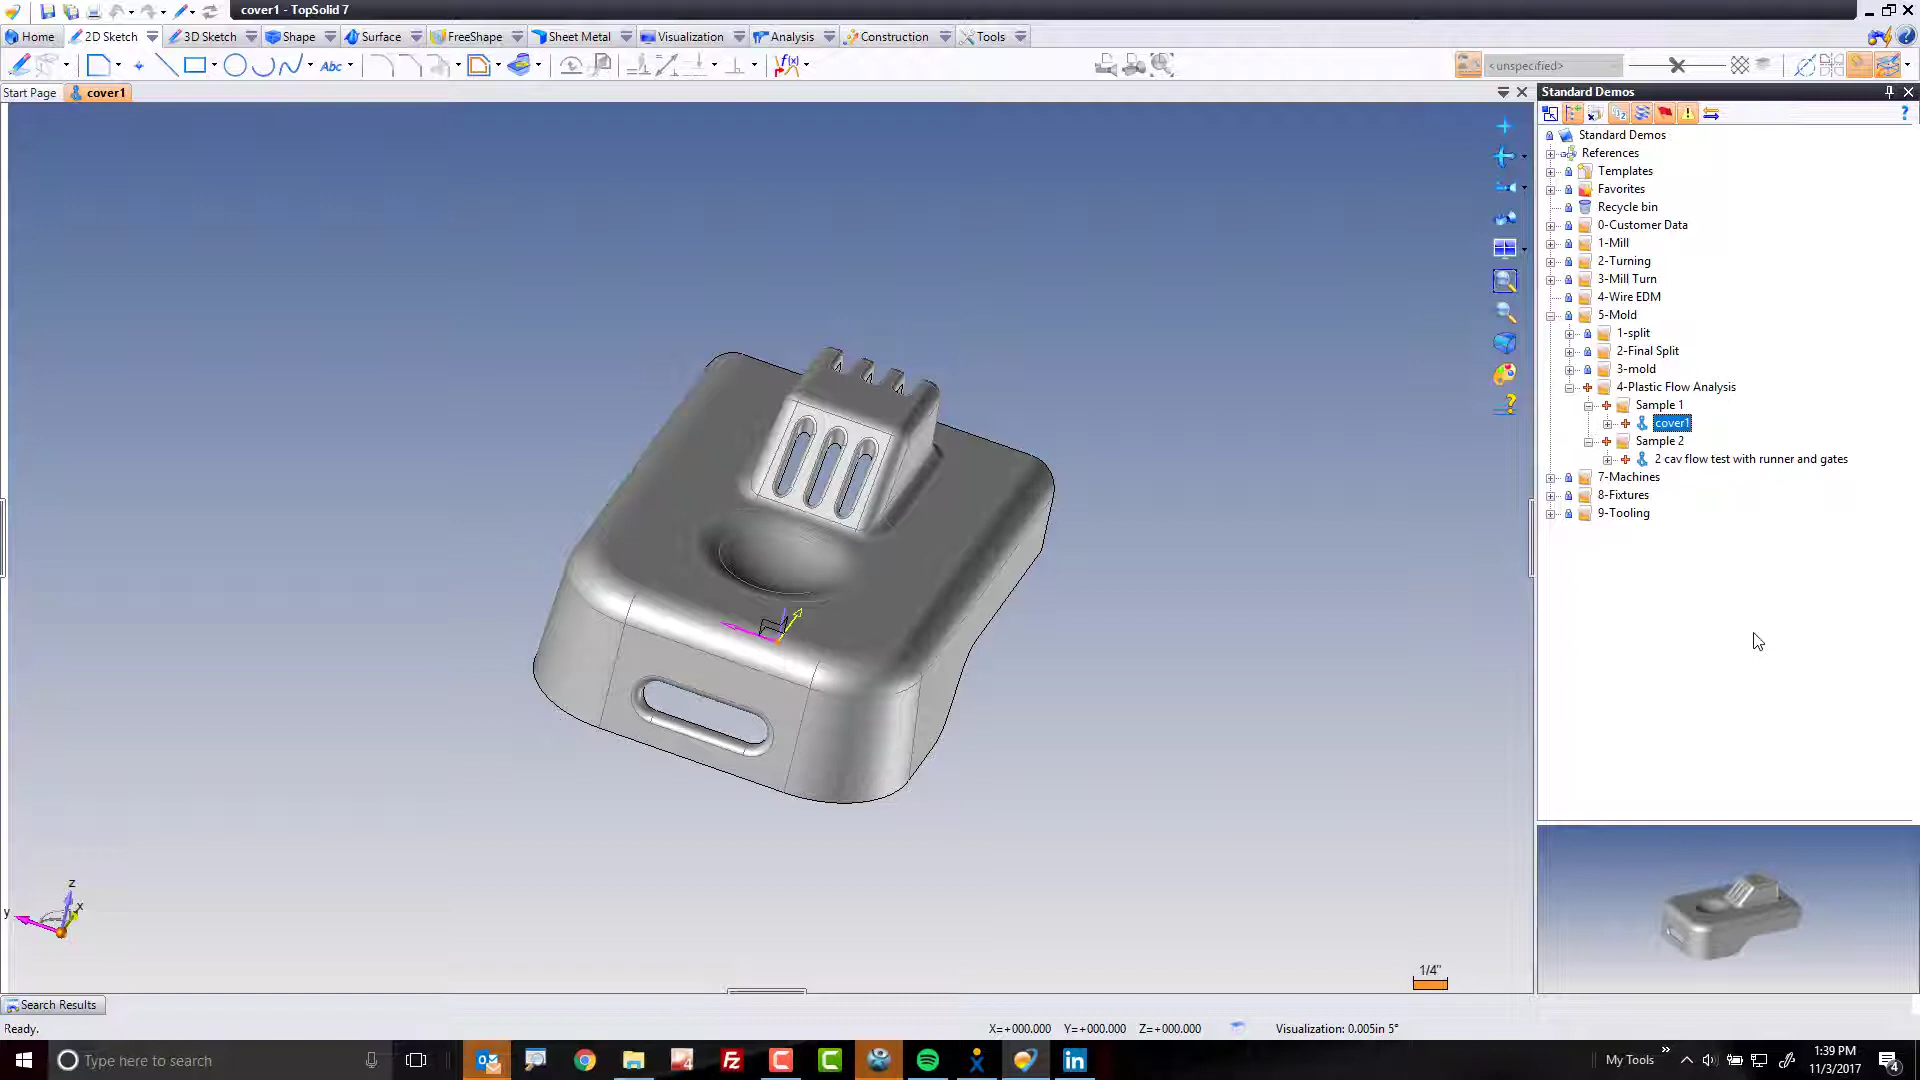 cover1 - TopSolid 7
Home 2D Sketch 3D Sketch Shape Surface FreeShape Sheet Metal Visualization Analysis Construction Tools
Abc f(x) <unspecified>
Start Page cover1
Standard Demos
Standard Demos
References
Templates
Favorites
Recycle bin
0-Customer Data
1-Mill
2-Turning
3-Mill Turn
4-Wire EDM
5-Mold
1-split
2-Final Split
3-mold
4-Plastic Flow Analysis
Sample 1
cover1
Sample 2
2 cav flow test with runner and gates
7-Machines
8-Fixtures
9-Tooling
z
y
x
1/4"
Search Results
Ready.
X=+000.000 Y=+000.000 Z=+000.000 Visualization: 0.005in 5°
Type here to search
My Tools
1:39 PM
11/3/2017
4